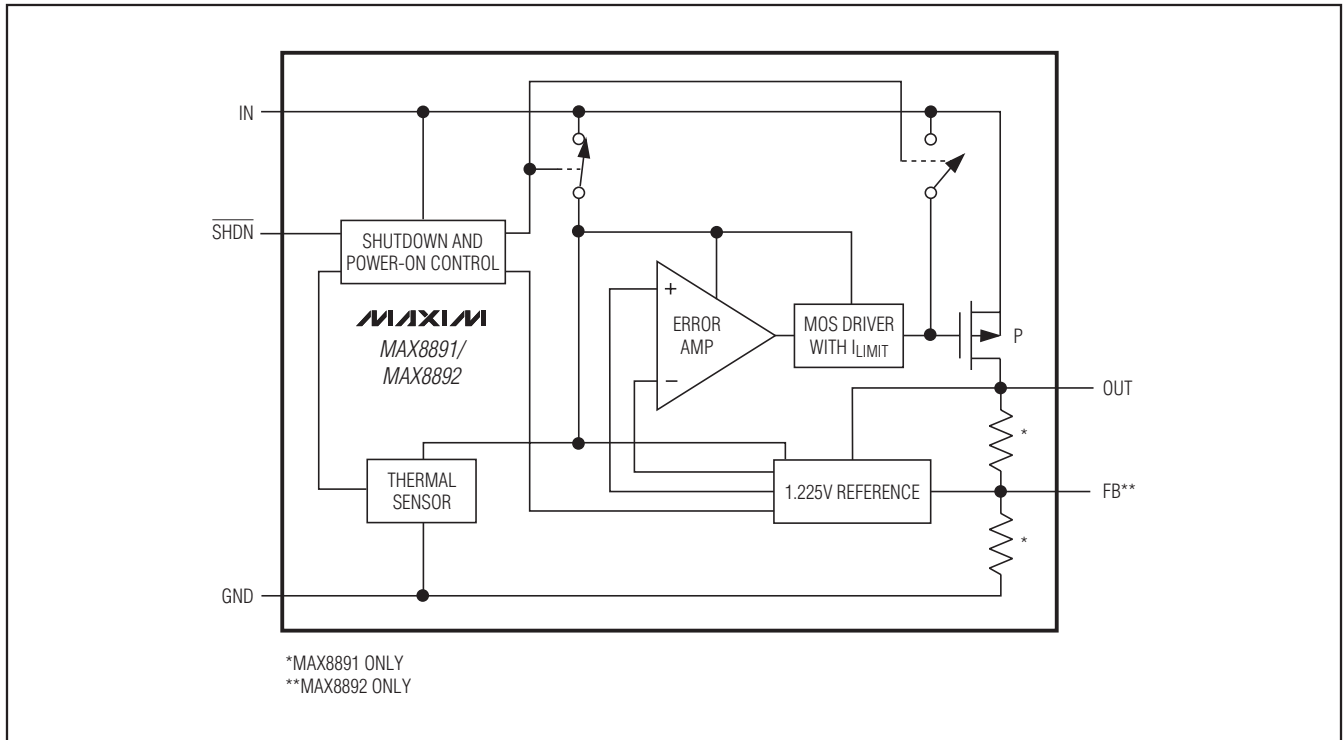 IN
S̅H̅D̅N̅
SHUTDOWN AND
POWER-ON CONTROL
MAXIM
MAX8891/
MAX8892
+
ERROR
AMP
−
MOS DRIVER
WITH ILIMIT
P
OUT
*
THERMAL
SENSOR
1.225V REFERENCE
FB**
*
GND
*MAX8891 ONLY
**MAX8892 ONLY